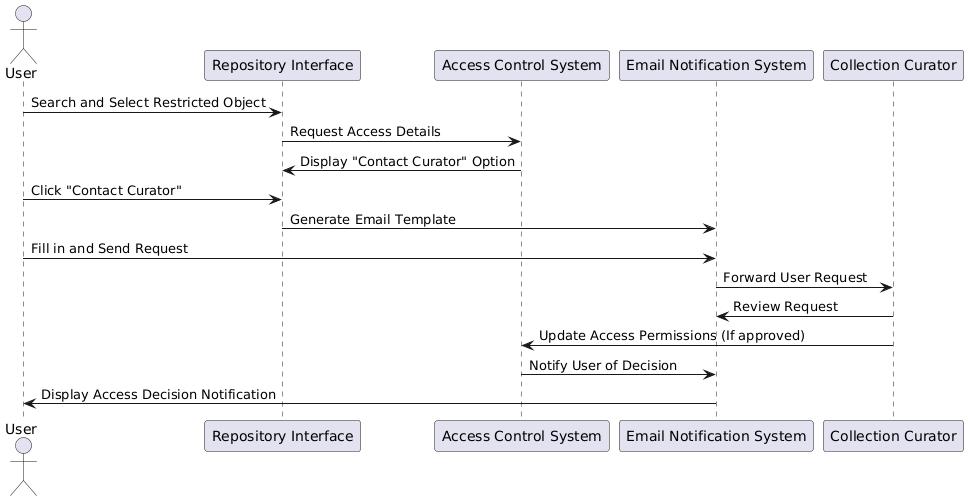 User
Repository Interface
Access Control System
Email Notification System
Collection Curator
Search and Select Restricted Object
Request Access Details
Display "Contact Curator" Option
Click "Contact Curator"
Generate Email Template
Fill in and Send Request
Forward User Request
Review Request
Update Access Permissions (If approved)
Notify User of Decision
Display Access Decision Notification
User
Repository Interface
Access Control System
Email Notification System
Collection Curator